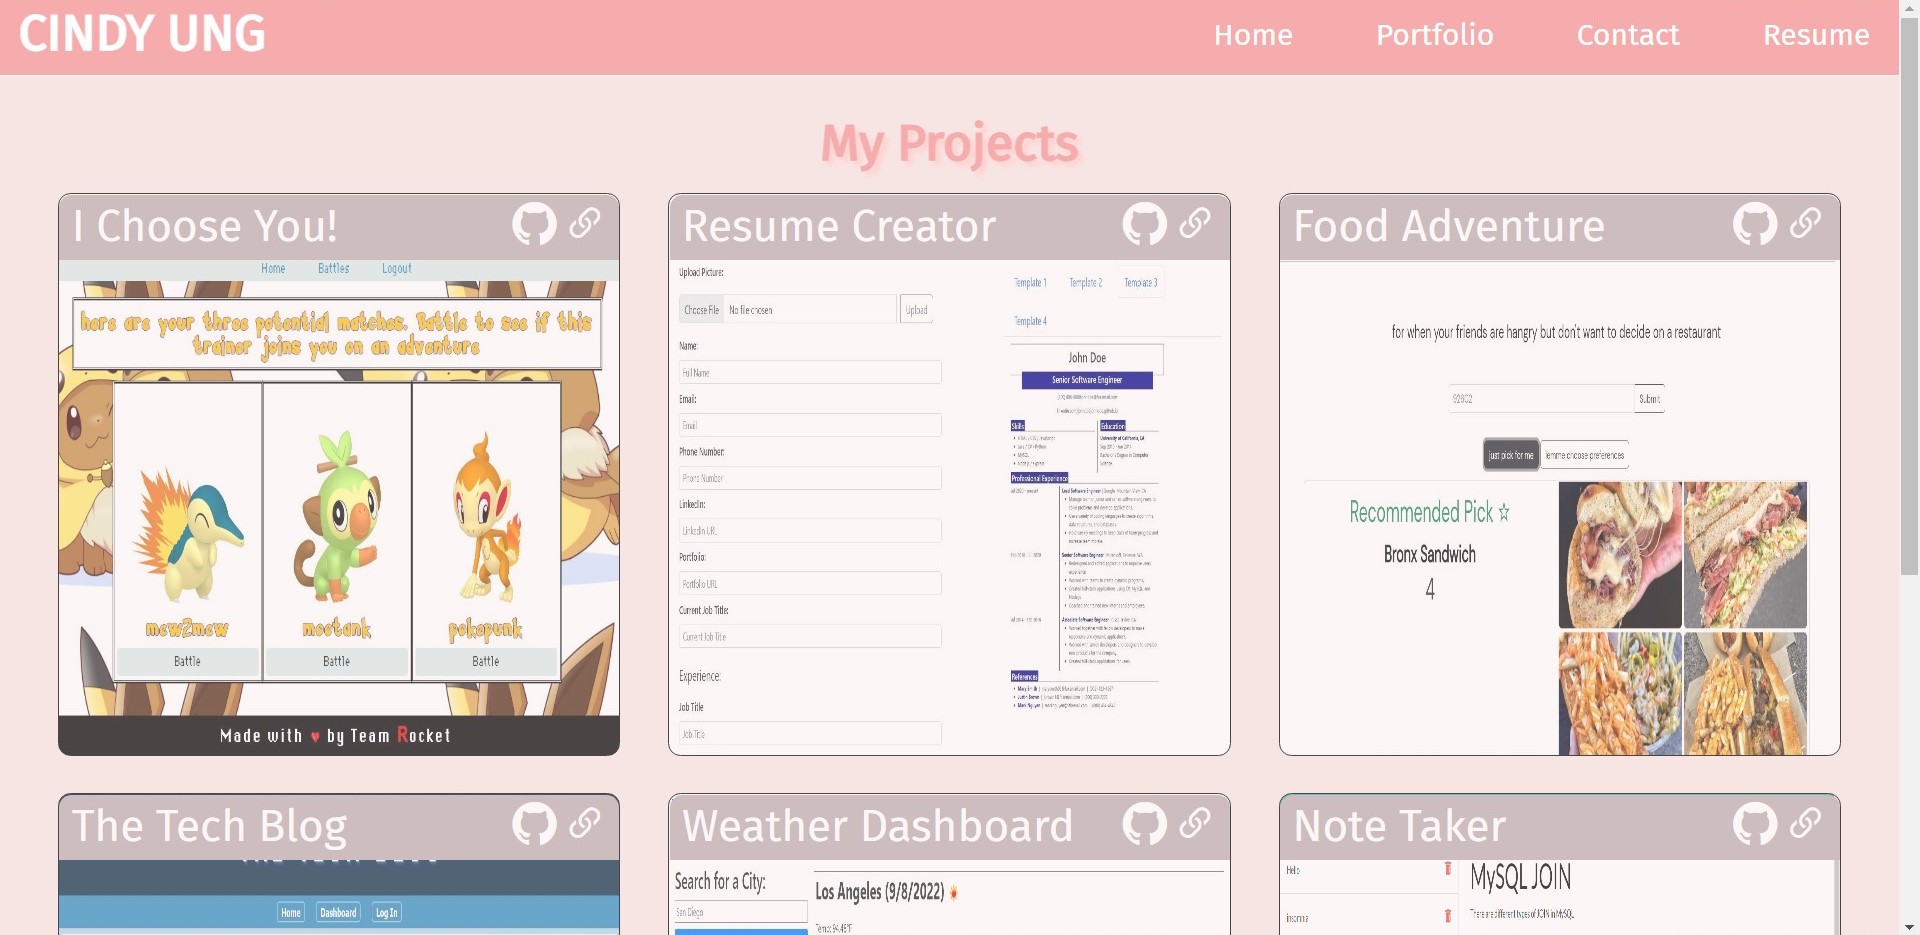 CINDY UNG
Home Portfolio Contact Resume
My Projects
I Choose You!
Home Battles Logout
here are your three potential matches. Battle to see if this
trainer joins you on an adventure
mew2mew mootank pokepunk
Battle Battle Battle
Made with ♥ by Team Rocket
Resume Creator
Upload Picture:
Choose File No file chosen Upload
Name:
Full Name
Email:
Email
Phone Number:
Phone Number
LinkedIn:
LinkedIn URL
Portfolio:
Portfolio URL
Current Job Title:
Current Job Title
Experience:
Job Title
Job Title
Template 1 Template 2 Template 3
Template 4
John Doe
Senior Software Engineer
Skills
Education
University of California, LA
Professional Experience
References
Food Adventure
for when your friends are hangry but don't want to decide on a restaurant
92602 Submit
just pick for me lemme choose preferences
Recommended Pick ☆
Bronx Sandwich
4
The Tech Blog
Home Dashboard Log In
Weather Dashboard
Search for a City:
San Diego
Los Angeles (9/8/2022)
Temp: 94.48°F
Note Taker
Hello
insomnia
MySQL JOIN
There are different types of JOIN in MySQL